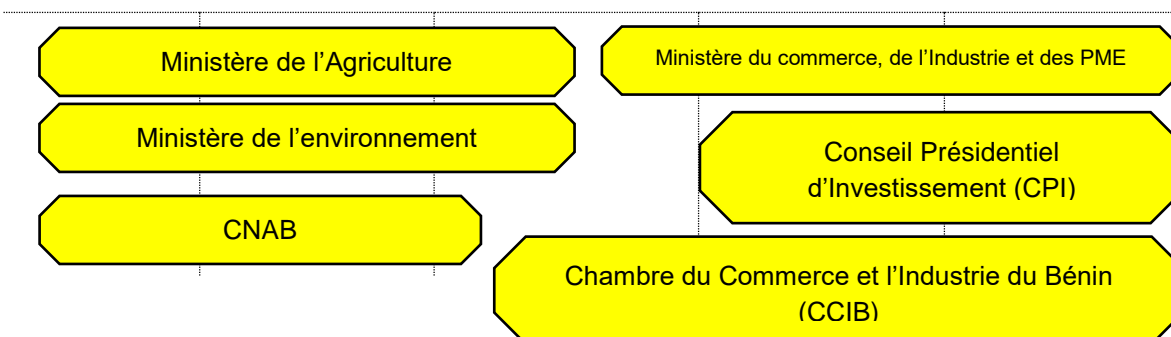 Ministère de l'Agriculture
Ministère du commerce, de l'Industrie et des PME
Ministère de l'environnement
Conseil Présidentiel
d'Investissement (CPI)
CNAB
Chambre du Commerce et l'Industrie du Bénin
(CCIB)